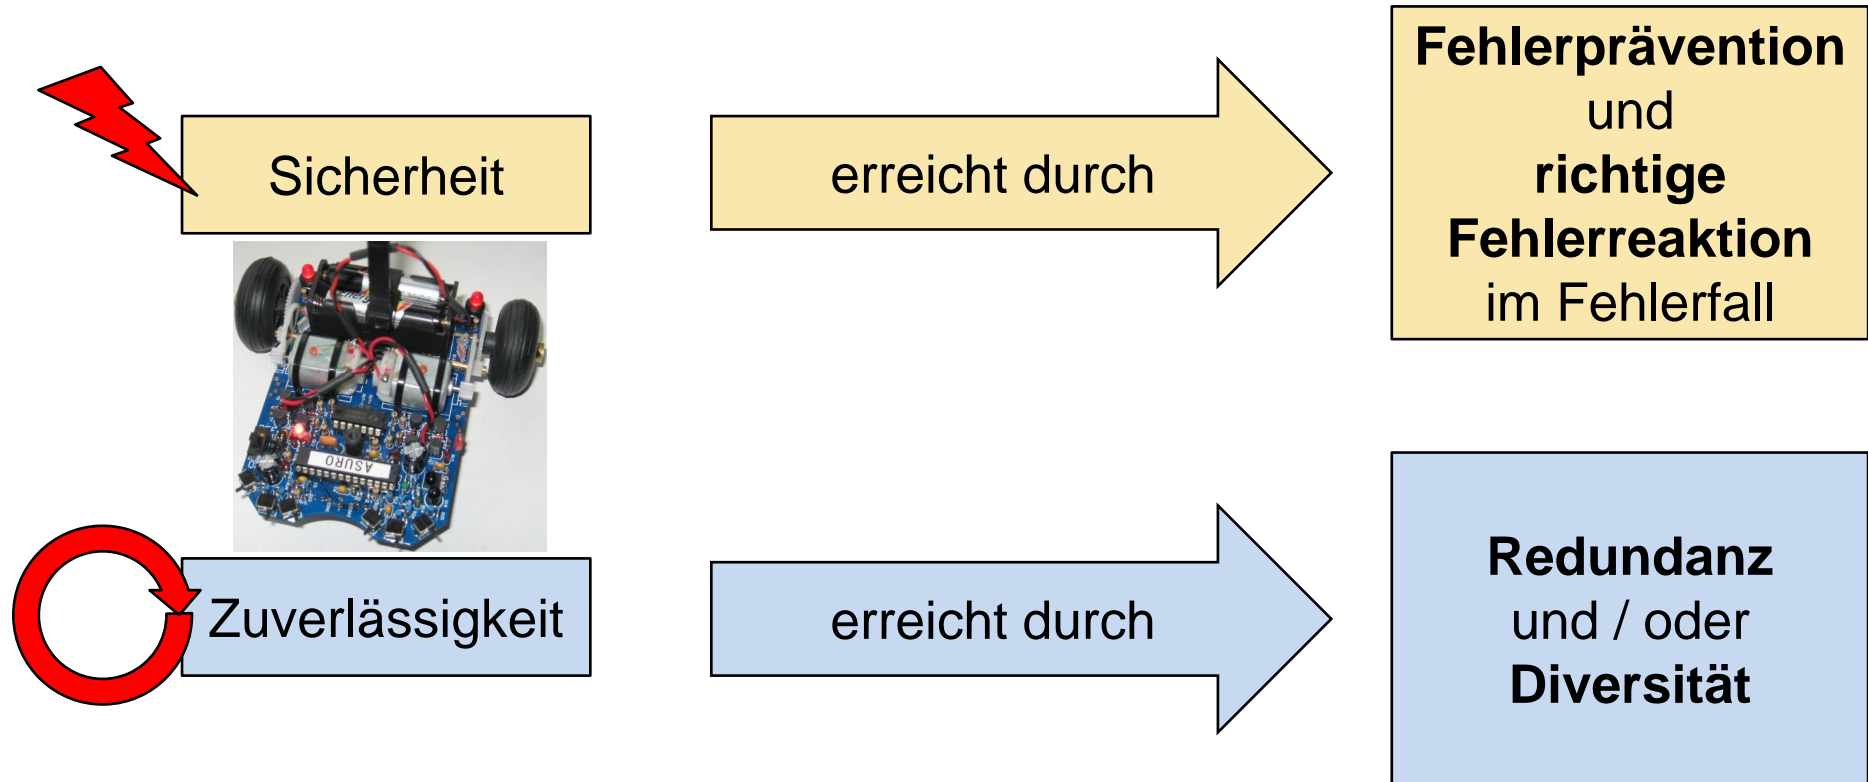 Sicherheit
erreicht durch
Fehlerprävention
und
richtige
Fehlerreaktion
im Fehlerfall
ASURO
Zuverlässigkeit
erreicht durch
Redundanz
und / oder
Diversität